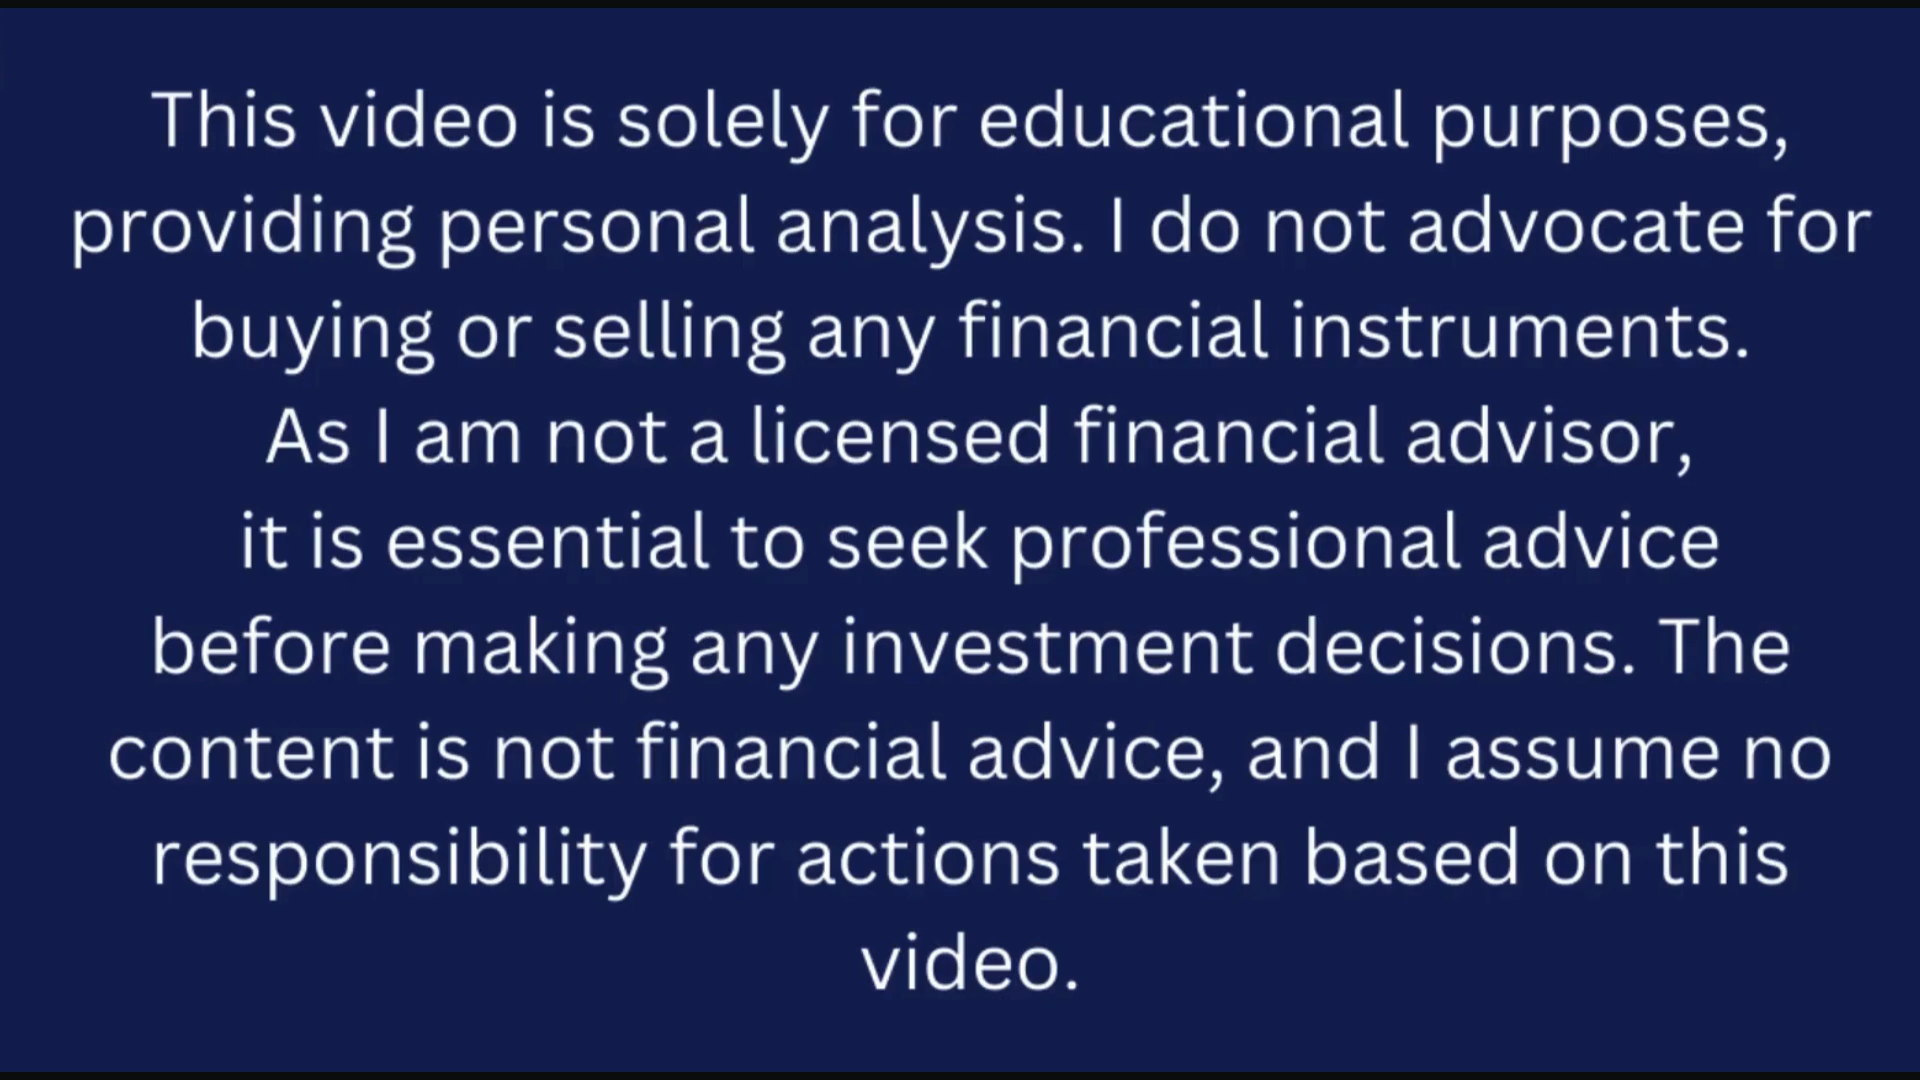 This video is solely for educational purposes,
providing personal analysis. I do not advocate for
buying or selling any financial instruments.
As I am not a licensed financial advisor,
it is essential to seek professional advice
before making any investment decisions. The
content is not financial advice, and I assume no
responsibility for actions taken based on this
video.